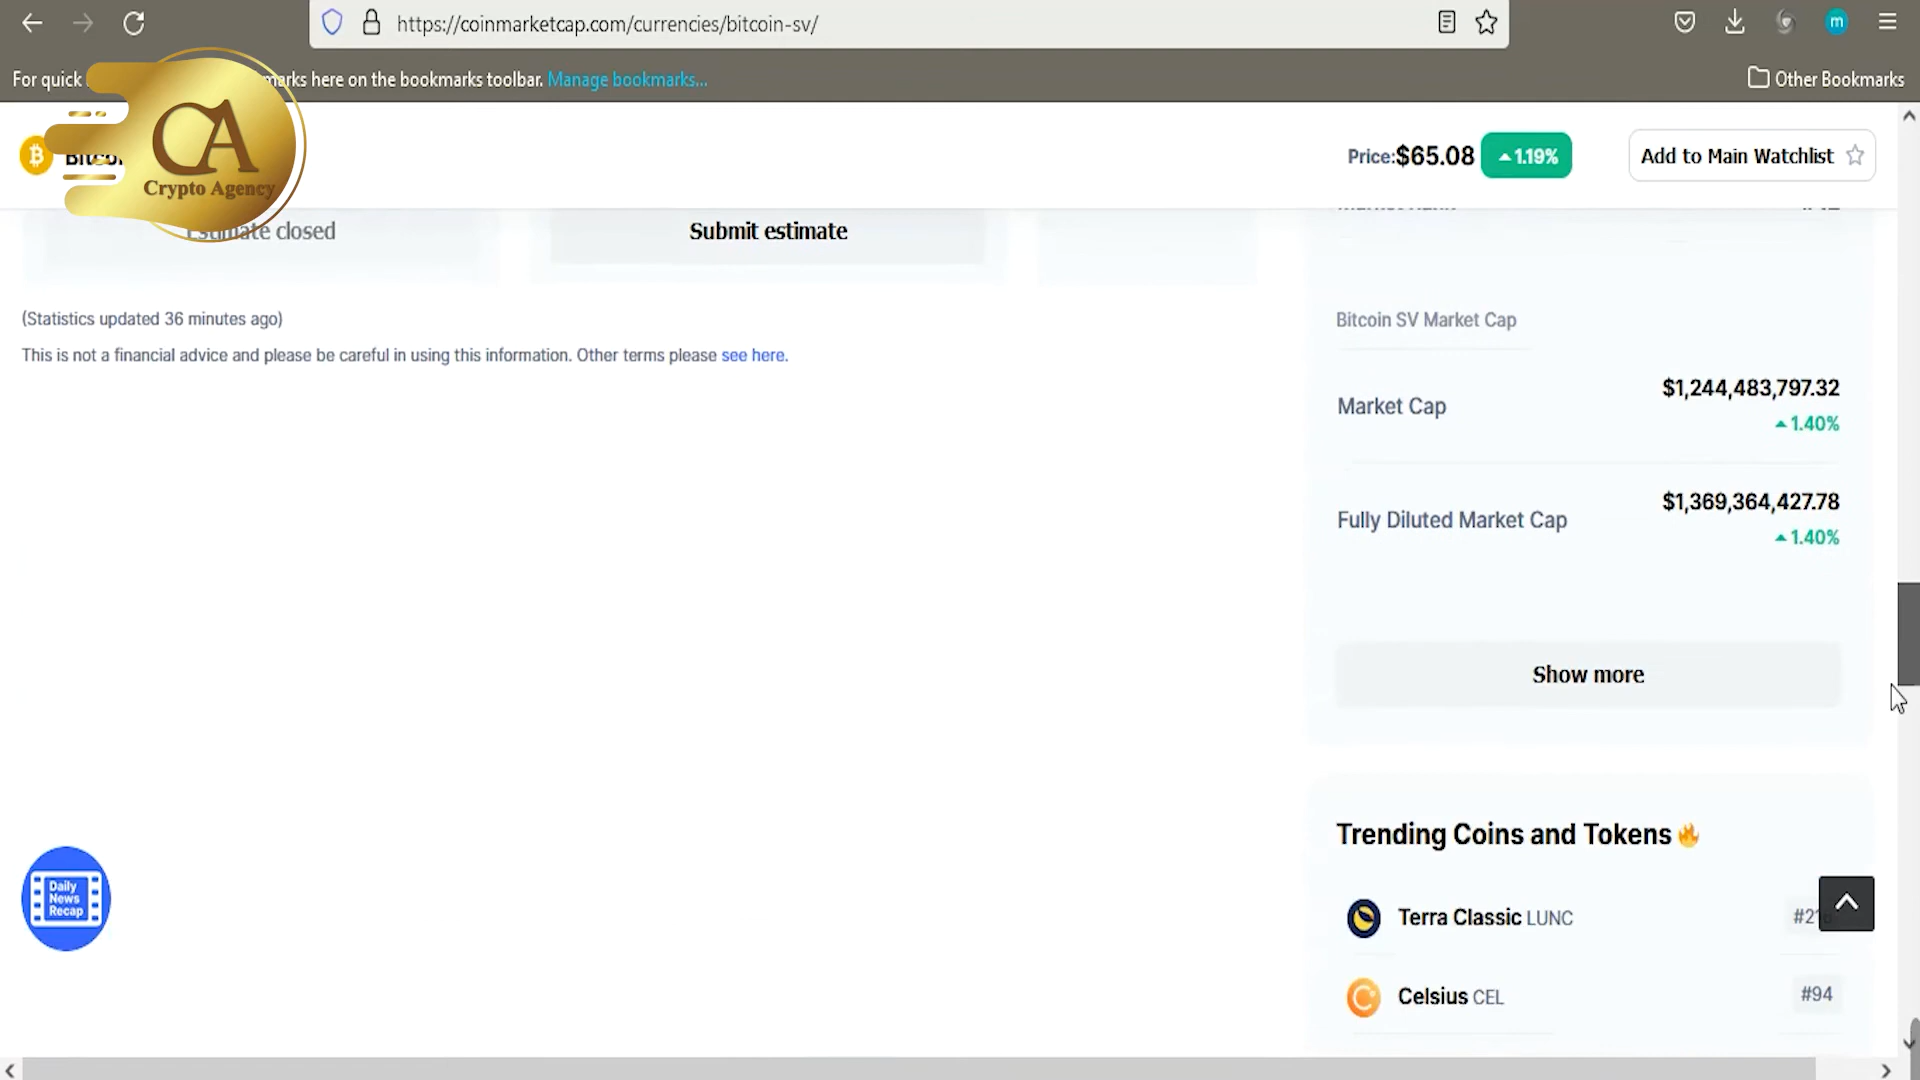 https://coinmarketcap.com/currencies/bitcoin-sv/
m
For quick marks here on the bookmarks toolbar. Manage bookmarks...
Other Bookmarks
CA
Crypto Agency
Price:$65.08 1.19%
Add to Main Watchlist
Estimate closed
Submit estimate
(Statistics updated 36 minutes ago)
This is not a financial advice and please be careful in using this information. Other terms please see here.
Bitcoin SV Market Cap
Market Cap
$1,244,483,797.32
1.40%
Fully Diluted Market Cap
$1,369,364,427.78
1.40%
Show more
Trending Coins and Tokens
Terra Classic LUNC
Celsius CEL
#94
Daily
News
Recap